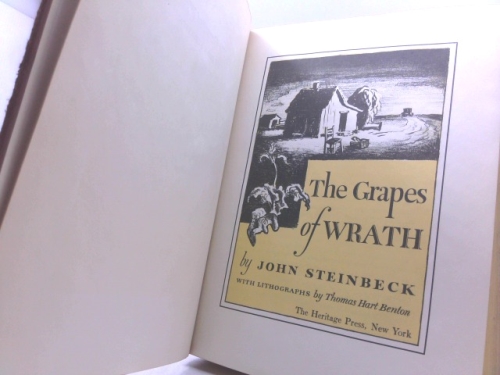 The Grapes
of WRATH
by JOHN STEINBECK
WITH LITHOGRAPHS by Thomas Hart Benton
The Heritage Press, New York